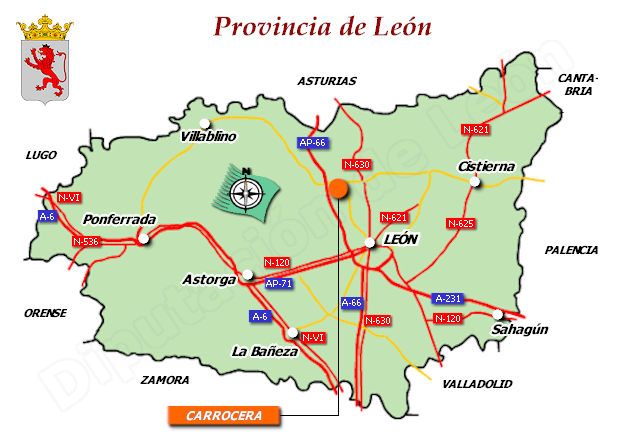 Provincia de León
ASTURIAS
CANTA-
BRIA
N-621
Villablino
AP-66
N-630
LUGO
Cistierna
N
N-VI
A-6
Ponferrada
N-621
N-625
N-536
LEÓN
PALENCIA
N-120
Astorga
AP-71
A-231
A-66
ORENSE
A-6
N-630
N-120
Sahagún
N-VI
La Bañeza
ZAMORA
VALLADOLID
CARROCERA
Diputación de León